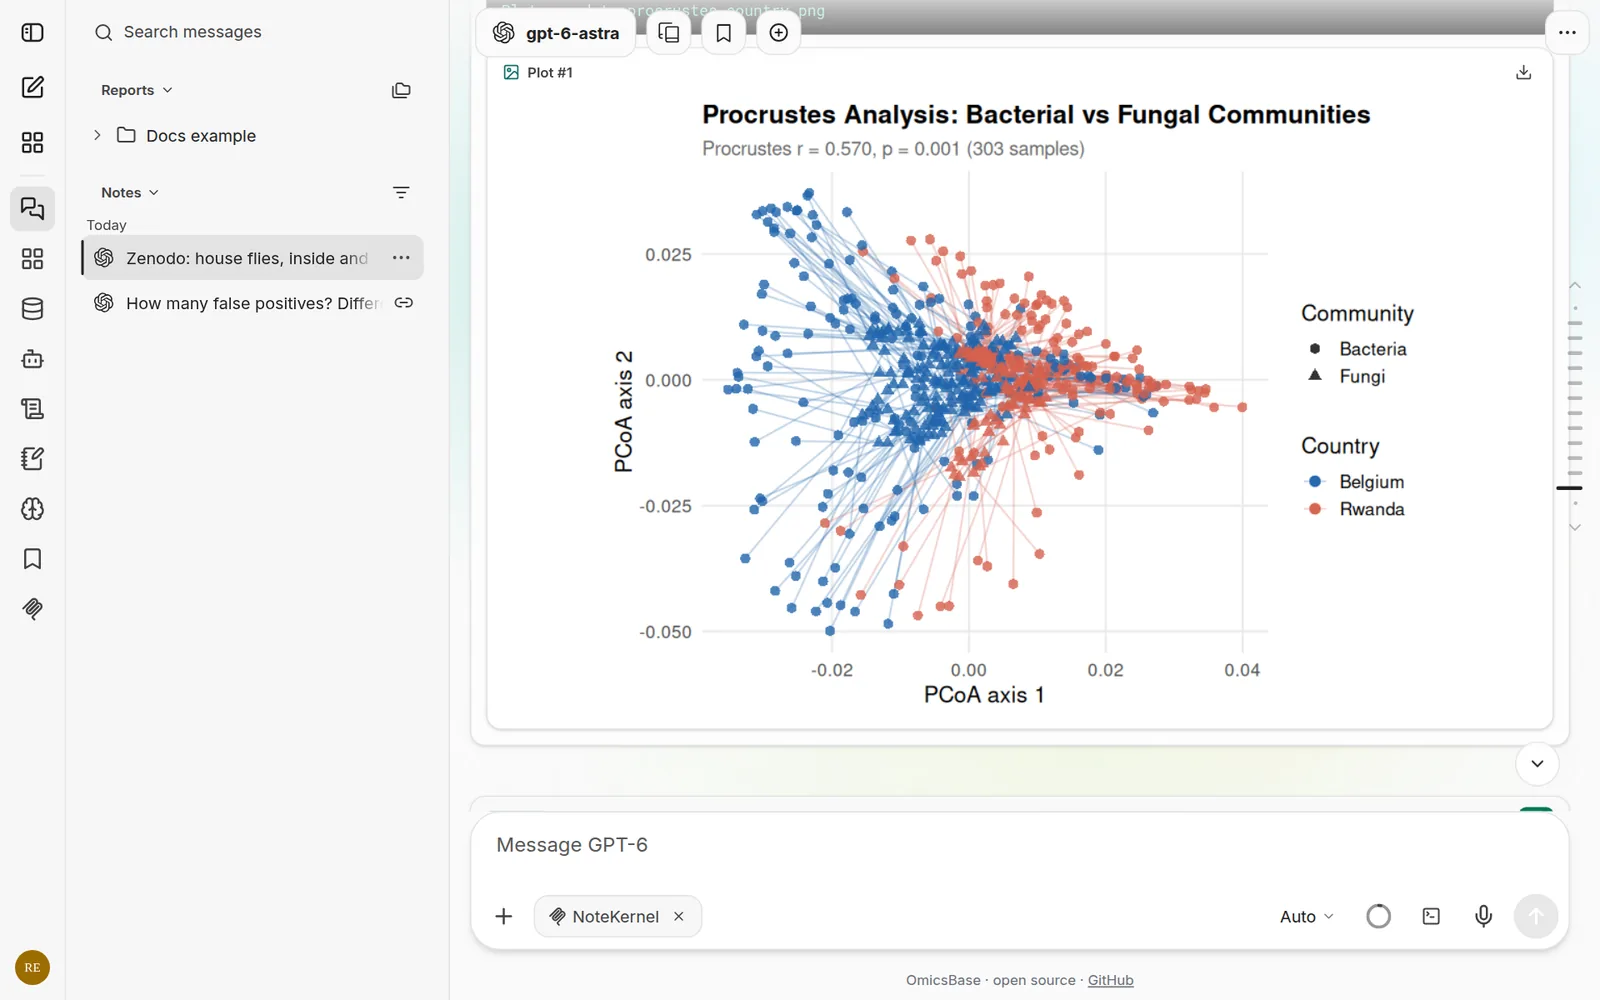 Search messages
Reports
Docs example
Notes
Today
Zenodo: house flies, inside and
How many false positives? Differ
procrustes_country.png
gpt-6-astra
Plot #1
Procrustes Analysis: Bacterial vs Fungal Communities
Procrustes r = 0.570, p = 0.001 (303 samples)
0.025
0.000
-0.025
-0.050
PCoA axis 2
-0.02
0.00
0.02
0.04
PCoA axis 1
Community
Bacteria
Fungi
Country
Belgium
Rwanda
Message GPT-6
NoteKernel
Auto
RE
OmicsBase · open source · GitHub